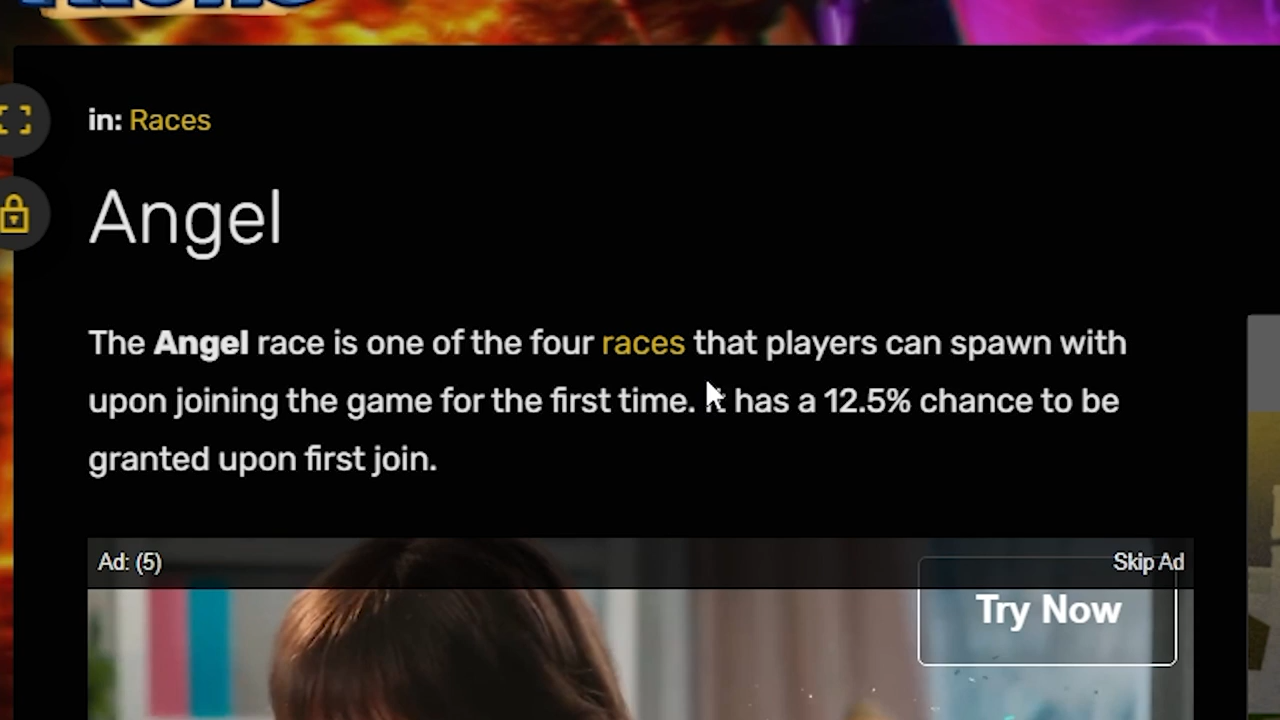 in: Races
Angel
The Angel race is one of the four races that players can spawn with
upon joining the game for the first time. It has a 12.5% chance to be
granted upon first join.
Ad: (5)
Skip Ad
Try Now